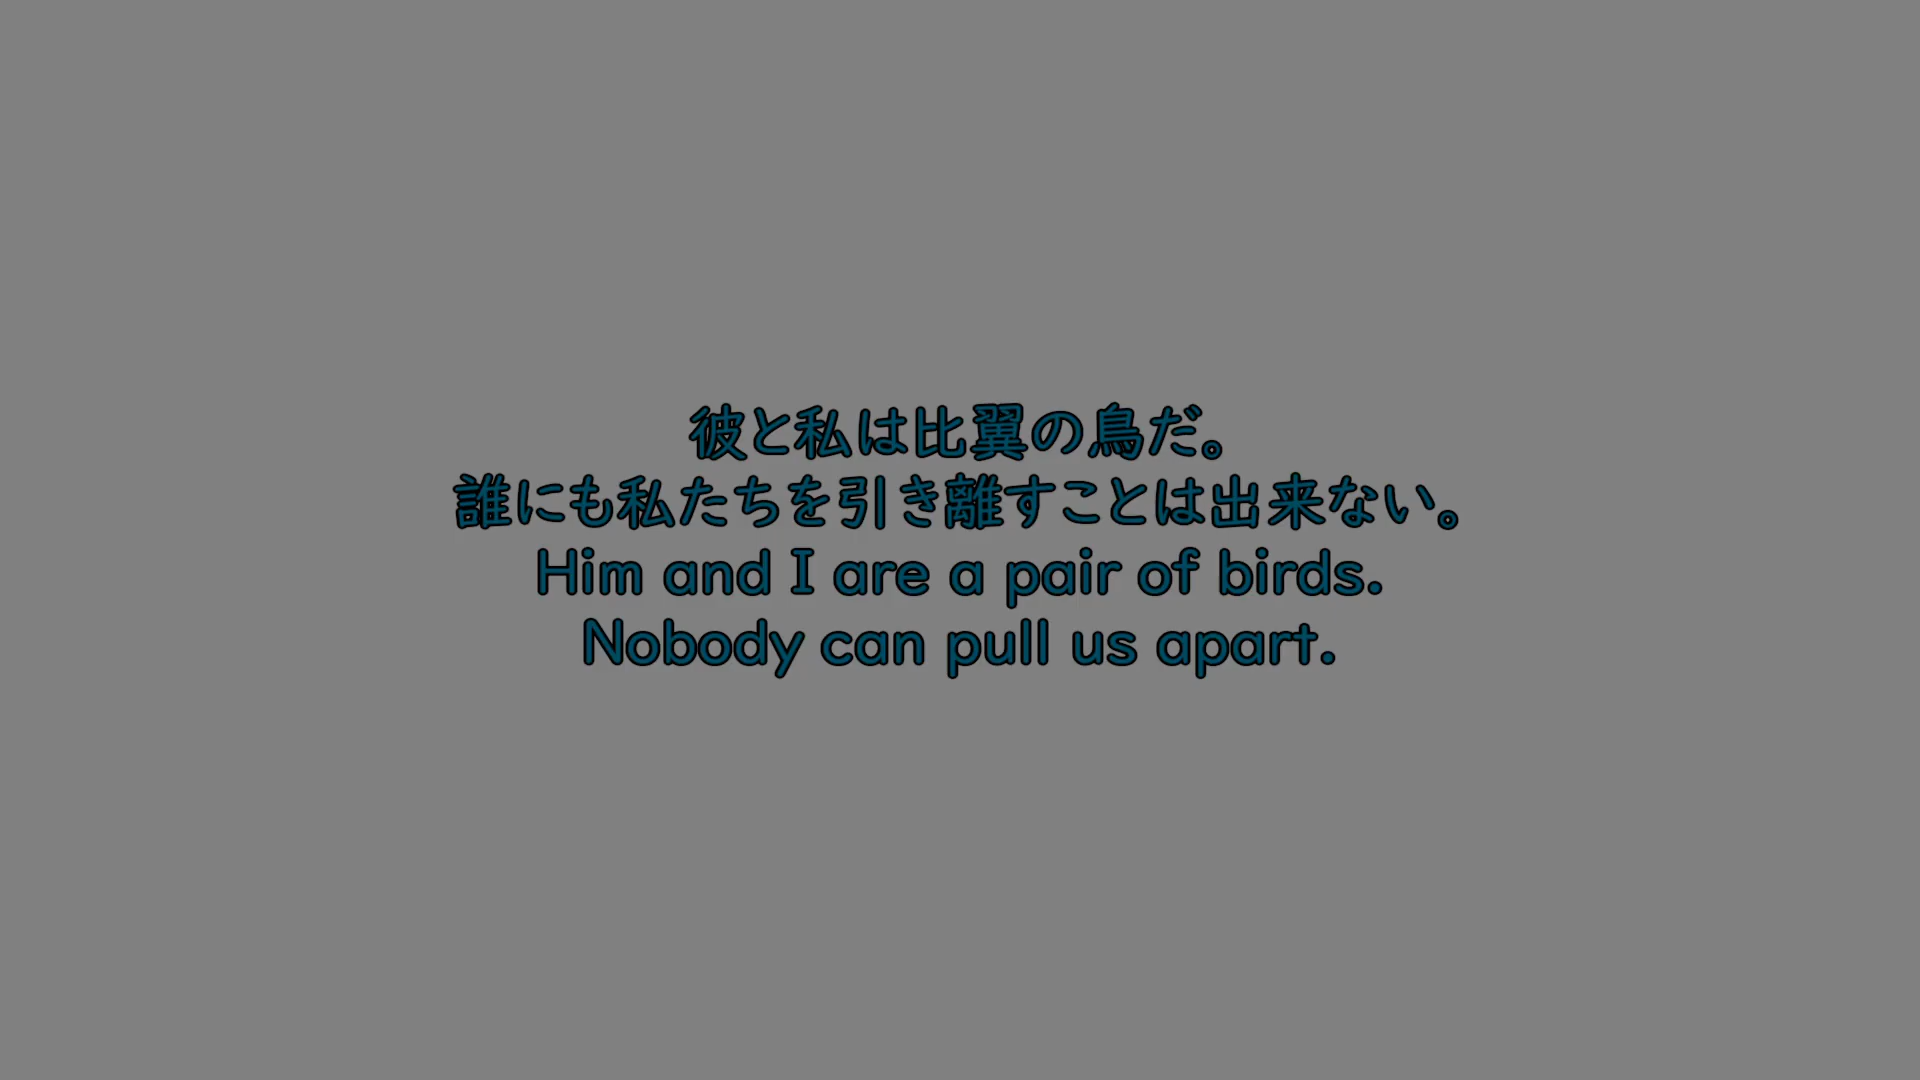 彼と私は比翼の鳥だ。
誰にも私たちを引き離すことは出来ない。
Him and I are a pair of birds.
Nobody can pull us apart.